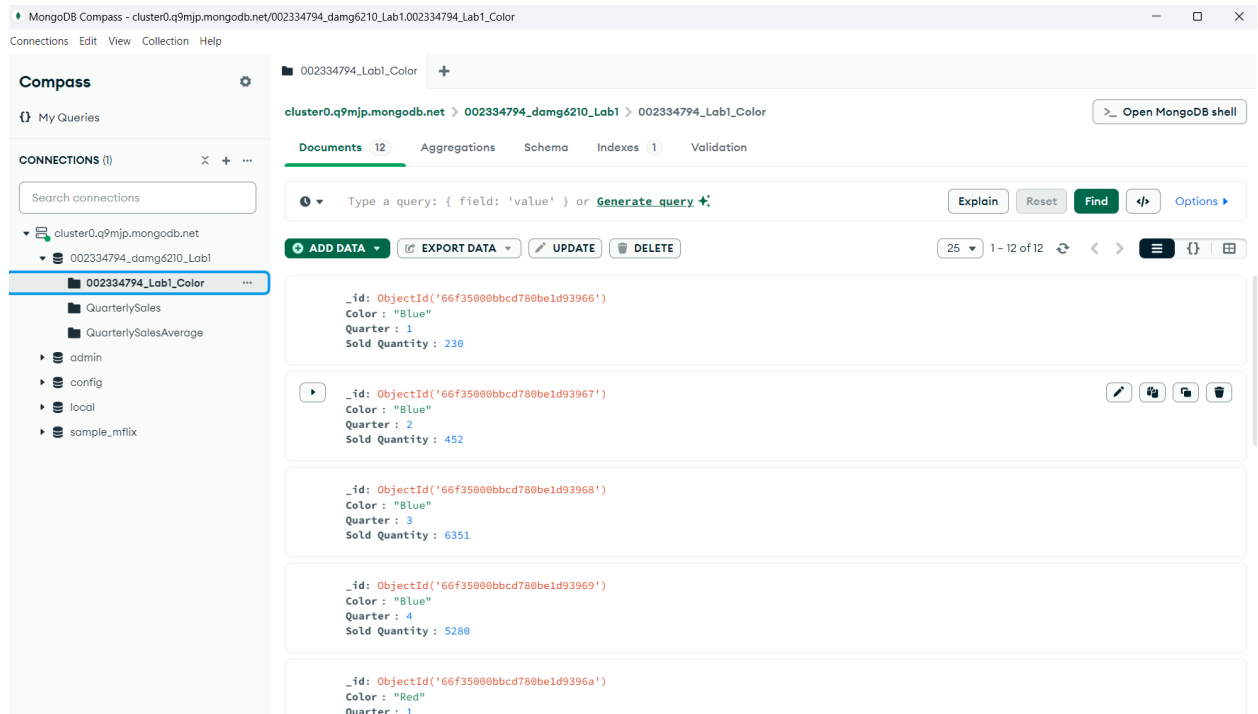 MongoDB Compass - cluster0.q9mjp.mongodb.net/002334794_damg6210_Lab1.002334794_Lab1_Color
Connections Edit View Collection Help
Compass
{} My Queries
CONNECTIONS (1)
Search connections
cluster0.q9mjp.mongodb.net
002334794_damg6210_Lab1
002334794_Lab1_Color
QuarterlySales
QuarterlySalesAverage
admin
config
local
sample_mflix
002334794_Lab1_Color
cluster0.q9mjp.mongodb.net > 002334794_damg6210_Lab1 > 002334794_Lab1_Color
>_ Open MongoDB shell
Documents 12 Aggregations Schema Indexes 1 Validation
Type a query: { field: 'value' } or Generate query
Explain Reset Find </> Options
ADD DATA EXPORT DATA UPDATE DELETE
25 1 – 12 of 12 {}
_id: ObjectId('66f35000bbcd780be1d93966')
Color : "Blue"
Quarter : 1
Sold Quantity : 230
_id: ObjectId('66f35000bbcd780be1d93967')
Color : "Blue"
Quarter : 2
Sold Quantity : 452
_id: ObjectId('66f35000bbcd780be1d93968')
Color : "Blue"
Quarter : 3
Sold Quantity : 6351
_id: ObjectId('66f35000bbcd780be1d93969')
Color : "Blue"
Quarter : 4
Sold Quantity : 5280
_id: ObjectId('66f35000bbcd780be1d9396a')
Color : "Red"
Quarter : 1